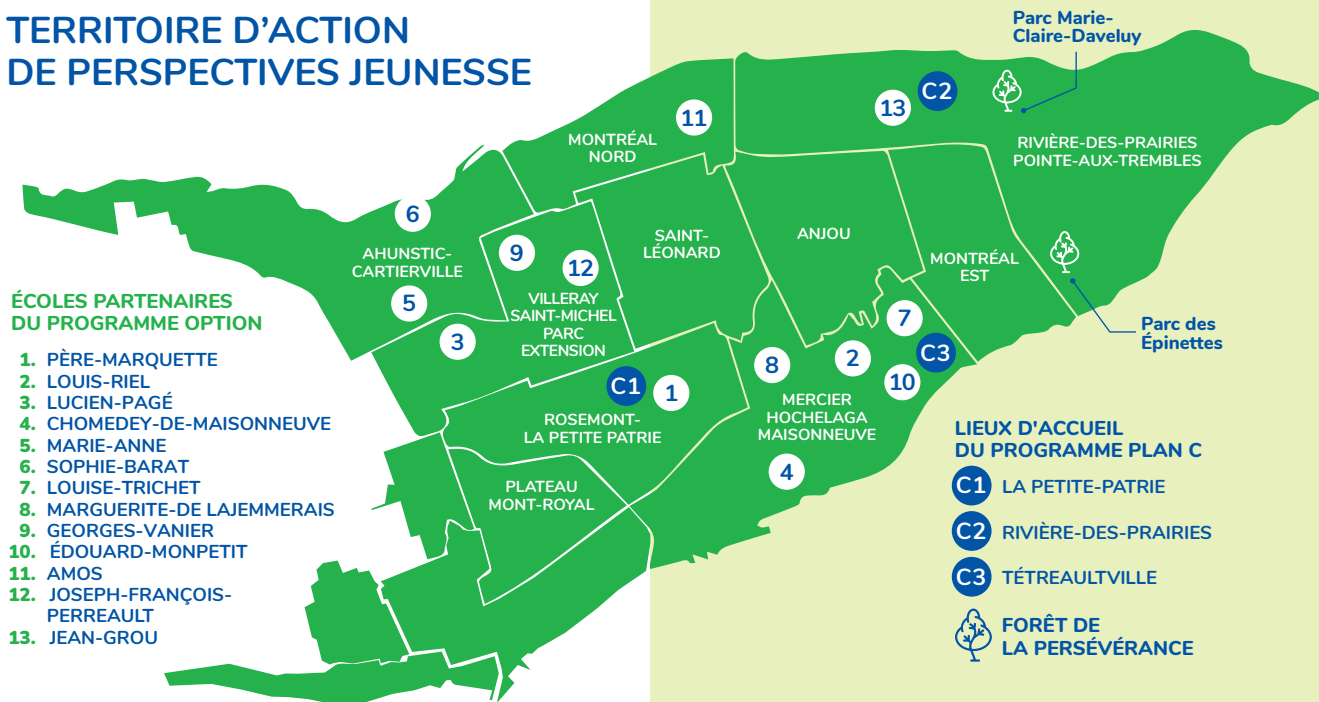 TERRITOIRE D’ACTION
DE PERSPECTIVES JEUNESSE
Parc Marie-
Claire-Daveluy
C2
13
11
MONTRÉAL
NORD
RIVIÈRE-DES-PRAIRIES
POINTE-AUX-TREMBLES
6
AHUNSTIC-
CARTIERVILLE
5
9
12
VILLERAY
SAINT-MICHEL
PARC
EXTENSION
SAINT-
LÉONARD
ANJOU
MONTRÉAL
EST
3
7
C3
2
8
10
MERCIER
HOCHELAGA
MAISONNEUVE
4
C1
1
ROSEMONT-
LA PETITE PATRIE
PLATEAU
MONT-ROYAL
Parc des
Épinettes
ÉCOLES PARTENAIRES
DU PROGRAMME OPTION
1. PÈRE-MARQUETTE
2. LOUIS-RIEL
3. LUCIEN-PAGÉ
4. CHOMEDEY-DE-MAISONNEUVE
5. MARIE-ANNE
6. SOPHIE-BARAT
7. LOUISE-TRICHET
8. MARGUERITE-DE LAJEMMERAIS
9. GEORGES-VANIER
10. ÉDOUARD-MONPETIT
11. AMOS
12. JOSEPH-FRANÇOIS-
PERREAULT
13. JEAN-GROU
LIEUX D'ACCUEIL
DU PROGRAMME PLAN C
C1 LA PETITE-PATRIE
C2 RIVIÈRE-DES-PRAIRIES
C3 TÉTREAULTVILLE
FORÊT DE
LA PERSÉVÉRANCE